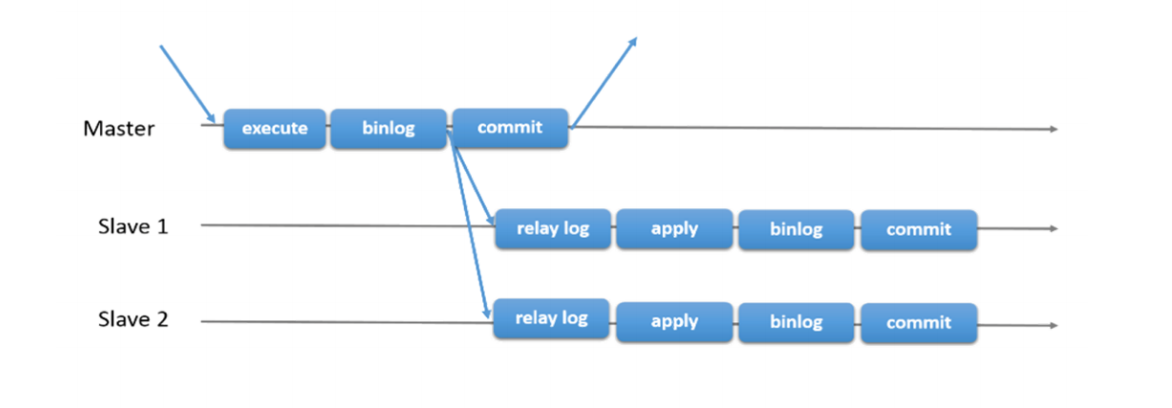 Master execute binlog commit
Slave 1 relay log apply binlog commit
Slave 2 relay log apply binlog commit